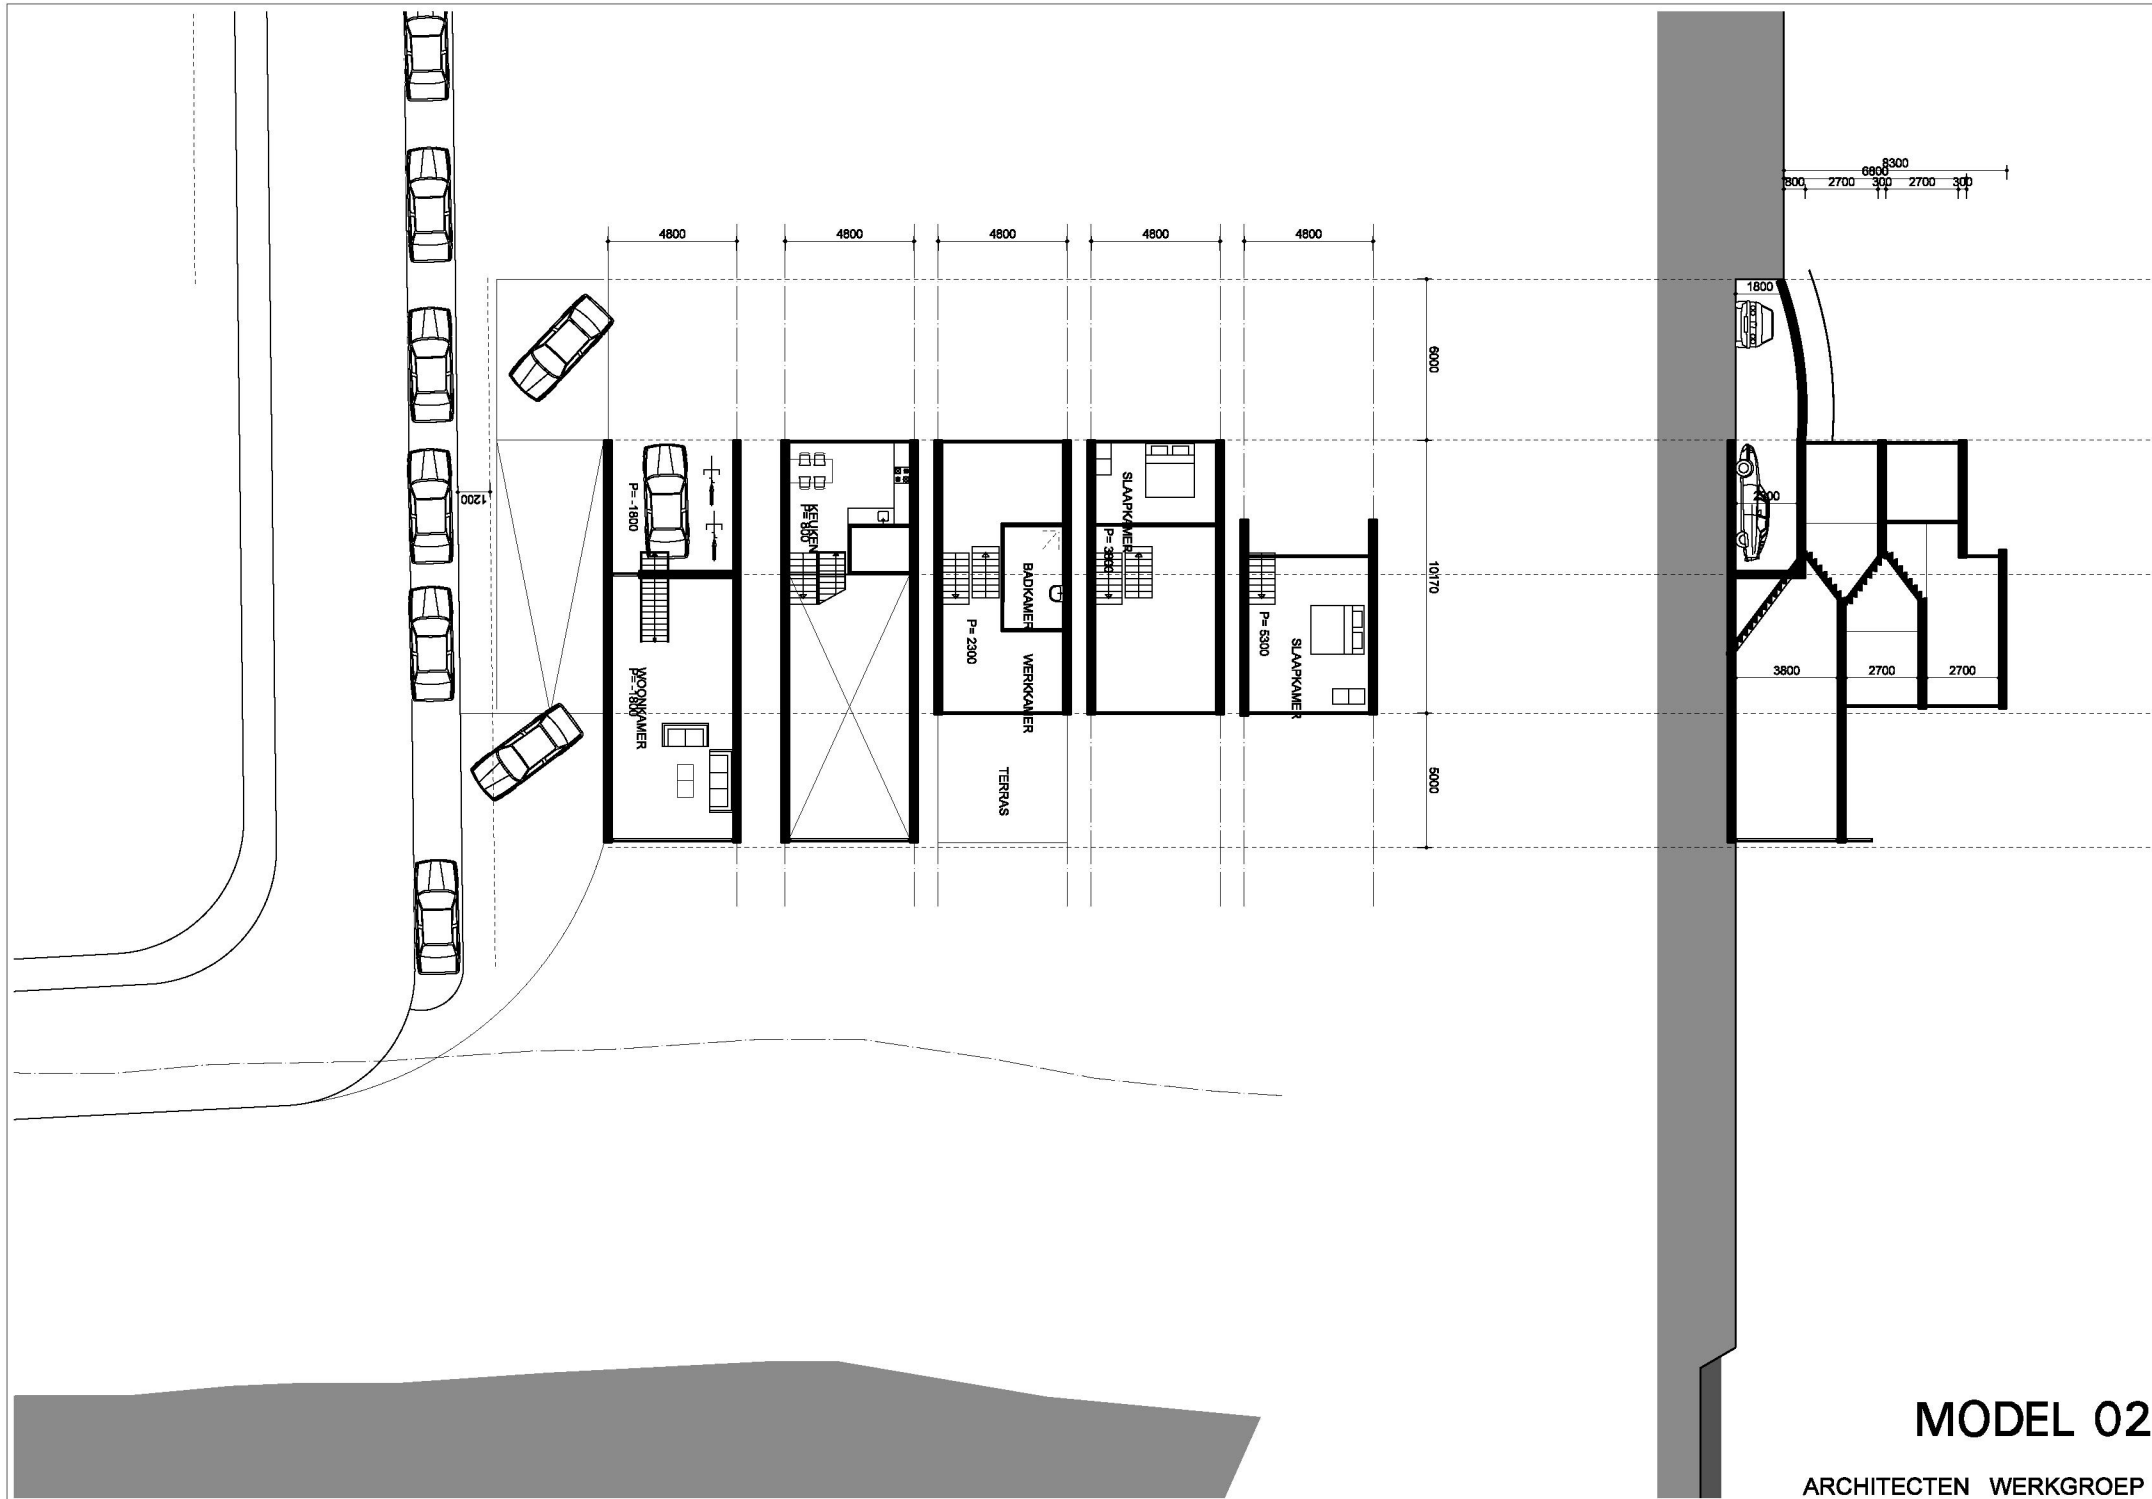 8300
6800
800 2700 300 2700 300
4800 4800 4800 4800 4800
1800
6000
1200
P= -1800
KEUKEN
P= 800
SLAAPKAMER
P= 3800
2300
BADKAMER
10170
P= 2300
P= 5300
SLAAPKAMER
WOONKAMER
P= -1800
WERKKAMER
3800 2700 2700
TERRAS
5000
MODEL 02
ARCHITECTEN WERKGROEP